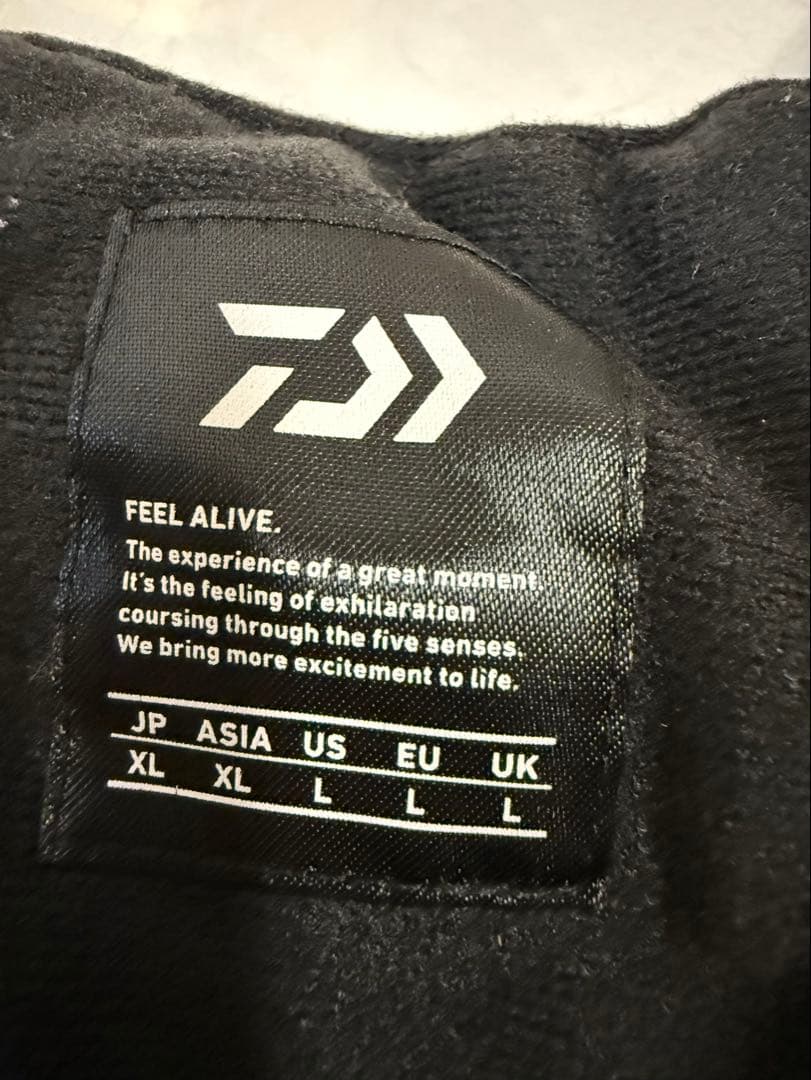 FEEL ALIVE.
The experience of a great moment.
It's the feeling of exhilaration
coursing through the five senses.
We bring more excitement to life.
JP ASIA US EU UK
XL XL L L L